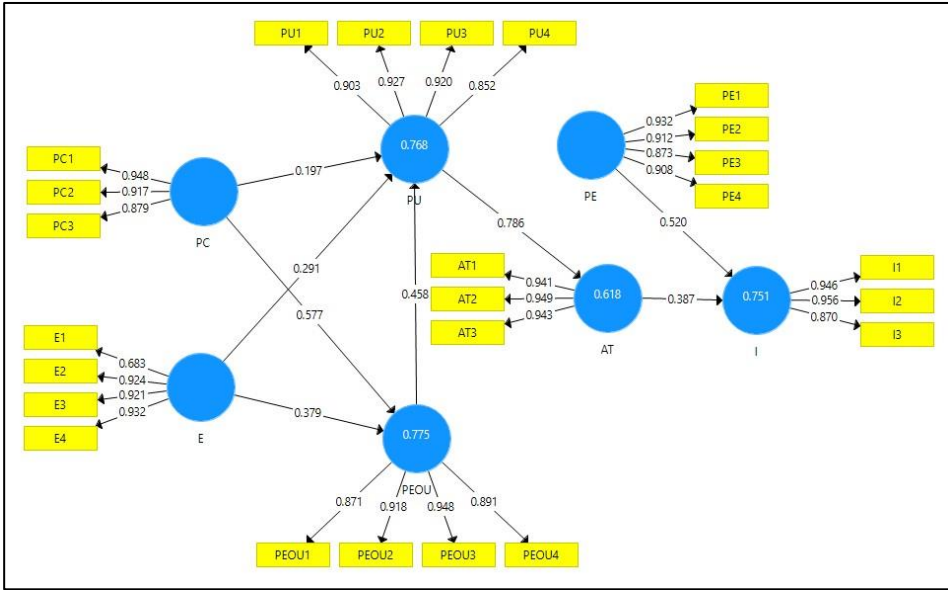 PU1 PU2 PU3 PU4
0.903 0.927 0.920 0.852
0.768
PU
PE1
PE2
PE3
PE4
0.932
0.912
0.873
0.908
PE
PC1
PC2
PC3
0.948
0.917
0.879
PC
0.197
0.291
0.577
0.458
0.786
0.520
AT1
AT2
AT3
0.941
0.949
0.943
0.618
AT
0.387
0.751
I
I1
I2
I3
0.946
0.956
0.870
E1
E2
E3
E4
0.683
0.924
0.921
0.932
E
0.379
0.775
PEOU
0.871 0.918 0.948 0.891
PEOU1 PEOU2 PEOU3 PEOU4